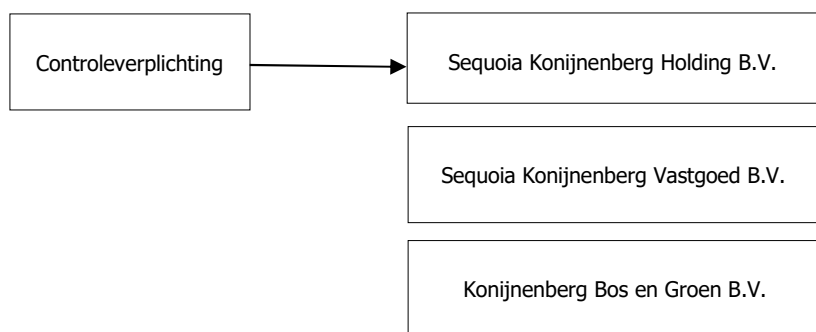 Controleverplichting
Sequoia Konijnenberg Holding B.V.
Sequoia Konijnenberg Vastgoed B.V.
Konijnenberg Bos en Groen B.V.